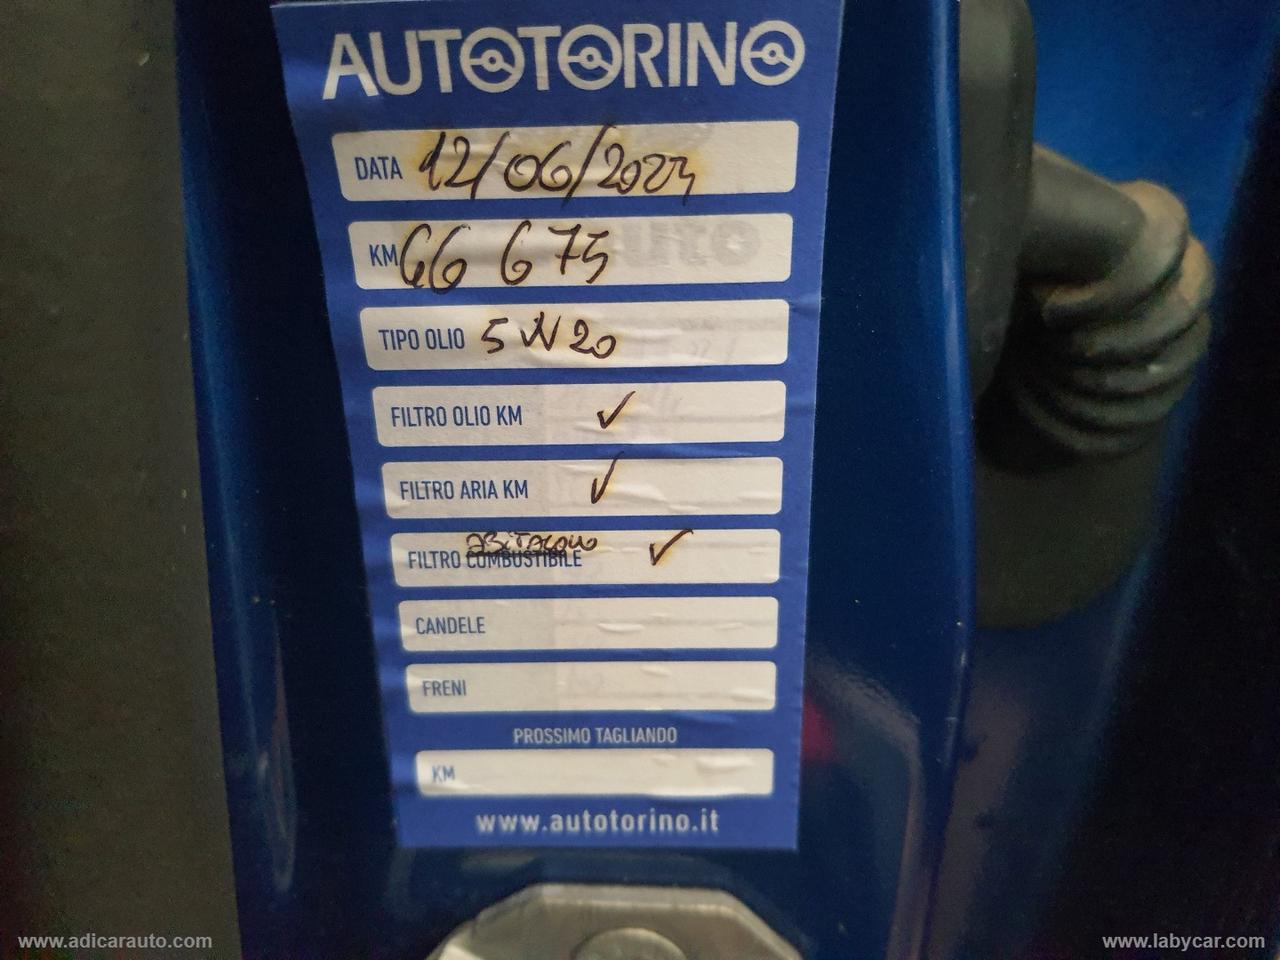 AUTOTORINO
DATA 12/06/2023
KM 66 675
TIPO OLIO 5W20
FILTRO OLIO KM ✓
FILTRO ARIA KM ✓
ABITACOLO
FILTRO COMBUSTIBILE ✓
CANDELE
FRENI
PROSSIMO TAGLIANDO
KM
www.autotorino.it
www.adicarauto.com
www.labycar.com